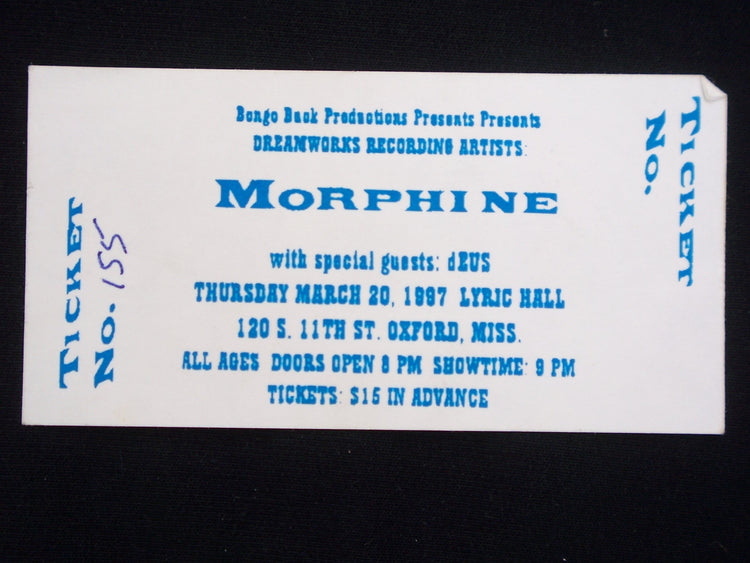 Bongo Back Productions Presents Presents
DREAMWORKS RECORDING ARTISTS:
MORPHINE
with special guests: dEUS
THURSDAY MARCH 20, 1997 LYRIC HALL
120 S. 11TH ST. OXFORD, MISS.
ALL AGES DOORS OPEN 8 PM SHOWTIME: 9 PM
TICKETS: $15 IN ADVANCE
TICKET
No. 155
TICKET
No.